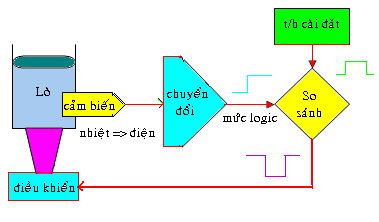 t/b cài đặt
Lò
cảm biến
chuyển
đổi
So
sánh
mức logic
nhiệt => điện
điều khiển